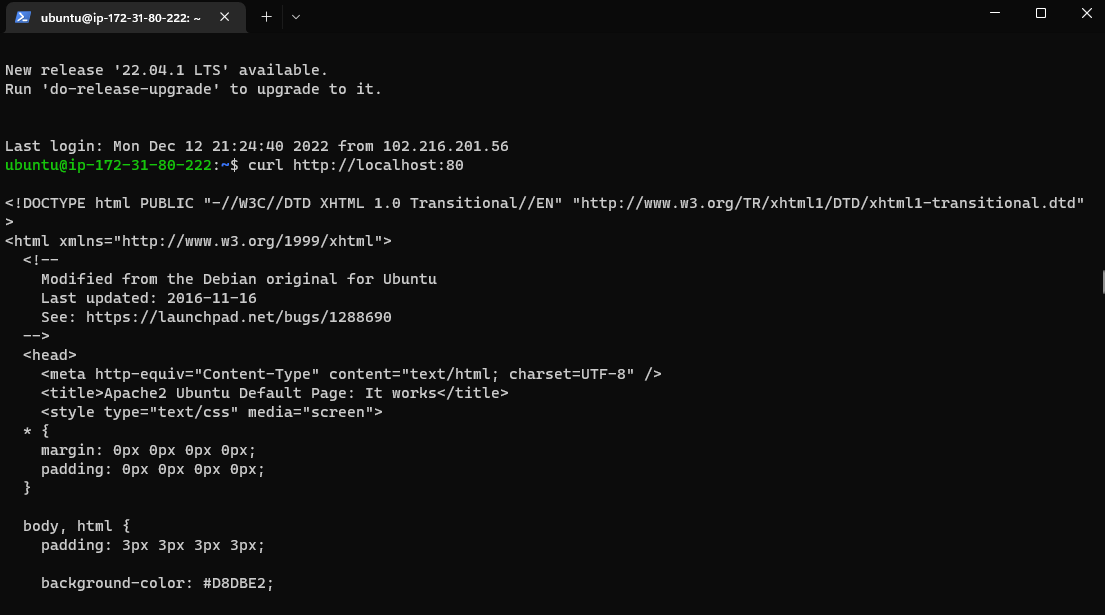 ubuntu@ip-172-31-80-222: ~
New release '22.04.1 LTS' available.
Run 'do-release-upgrade' to upgrade to it.
Last login: Mon Dec 12 21:24:40 2022 from 102.216.201.56
ubuntu@ip-172-31-80-222:~$ curl http://localhost:80
<!DOCTYPE html PUBLIC "-//W3C//DTD XHTML 1.0 Transitional//EN" "http://www.w3.org/TR/xhtml1/DTD/xhtml1-transitional.dtd"
>
<html xmlns="http://www.w3.org/1999/xhtml">
  <!--
    Modified from the Debian original for Ubuntu
    Last updated: 2016-11-16
    See: https://launchpad.net/bugs/1288690
  -->
  <head>
    <meta http-equiv="Content-Type" content="text/html; charset=UTF-8" />
    <title>Apache2 Ubuntu Default Page: It works</title>
    <style type="text/css" media="screen">
  * {
    margin: 0px 0px 0px 0px;
    padding: 0px 0px 0px 0px;
  }
  body, html {
    padding: 3px 3px 3px 3px;
    background-color: #D8DBE2;